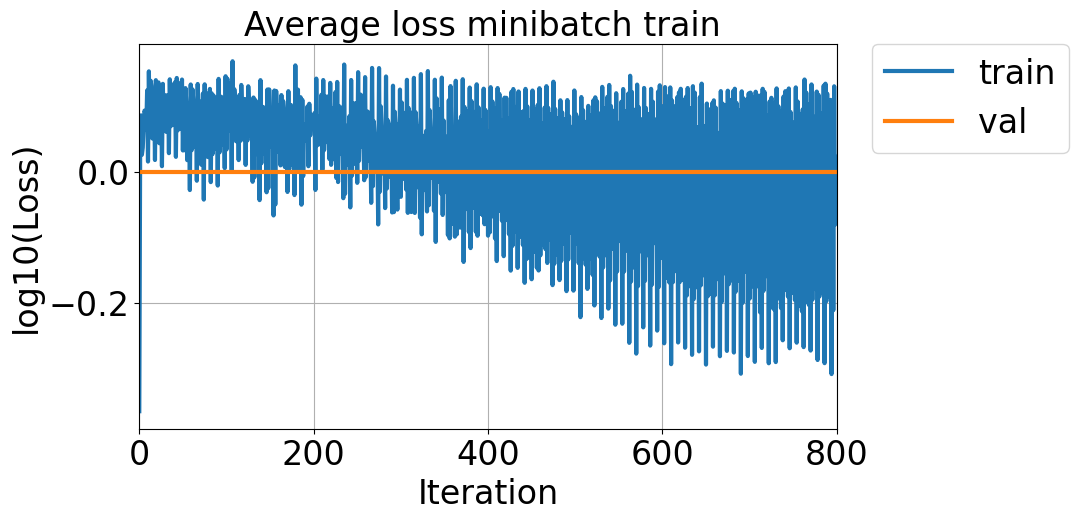 Average loss minibatch train
train
val
log10(Loss)
0.0
−0.2
0 200 400 600 800
Iteration